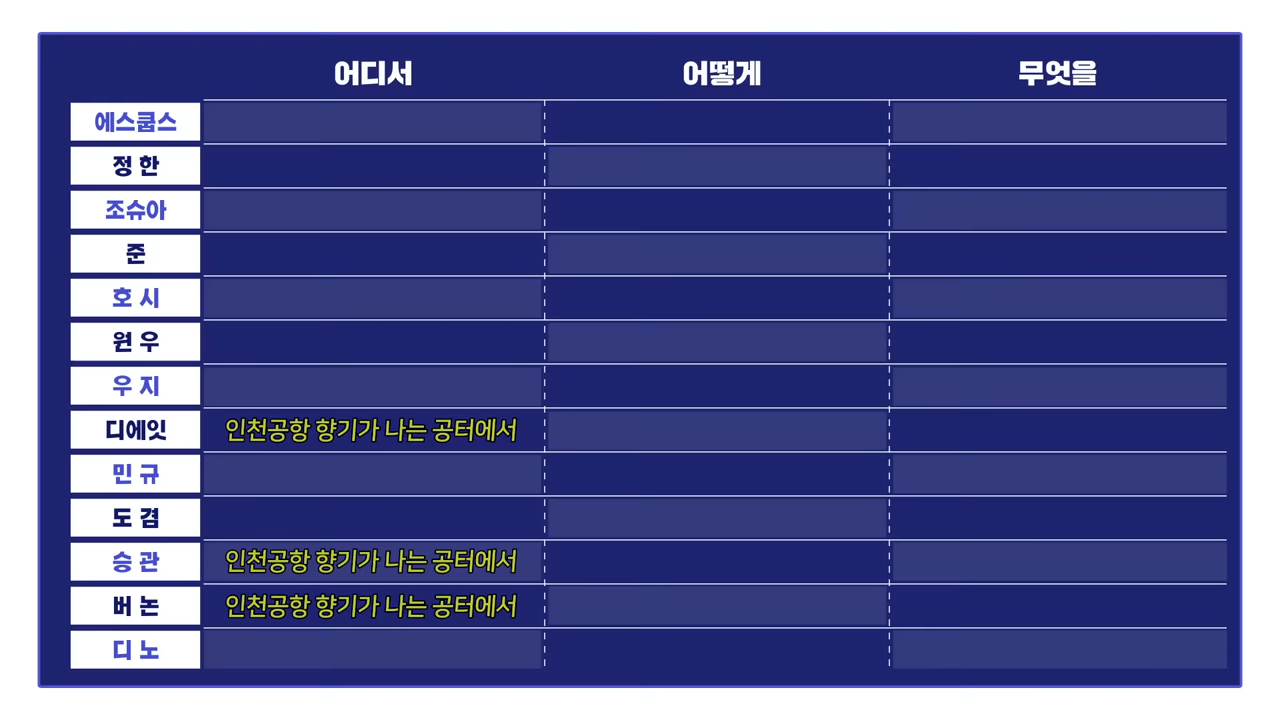 어디서 어떻게 무엇을
에스쿱스
정 한
조슈아
준
호 시
원 우
우 지
디에잇 인천공항 향기가 나는 공터에서
민 규
도 겸
승 관 인천공항 향기가 나는 공터에서
버 논 인천공항 향기가 나는 공터에서
디 노